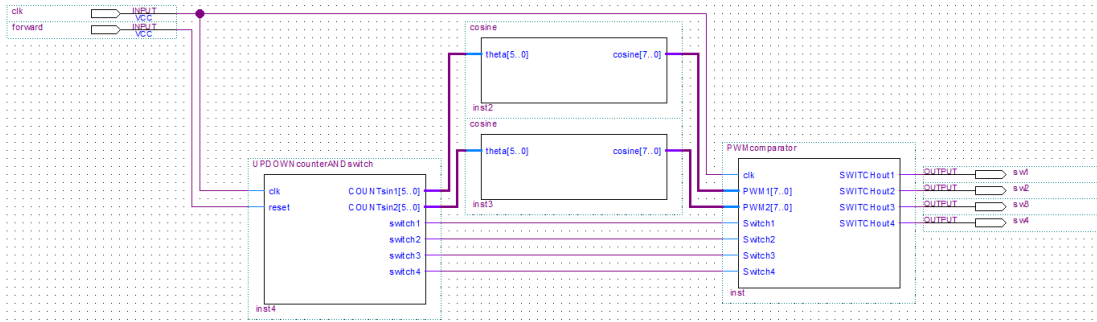 clk INPUT
VCC
forward INPUT
VCC
cosine
theta[5..0] cosine[7..0]
inst2
cosine
theta[5..0] cosine[7..0]
inst3
UPDOWNcounterANDswitch
clk COUNTsin1[5..0]
reset COUNTsin2[5..0]
switch1
switch2
switch3
switch4
inst4
PWMcomparator
clk SWITCHout1
PWM1[7..0] SWITCHout2
PWM2[7..0] SWITCHout3
Switch1 SWITCHout4
Switch2
Switch3
Switch4
inst
OUTPUT sw1
OUTPUT sw2
OUTPUT sw3
OUTPUT sw4